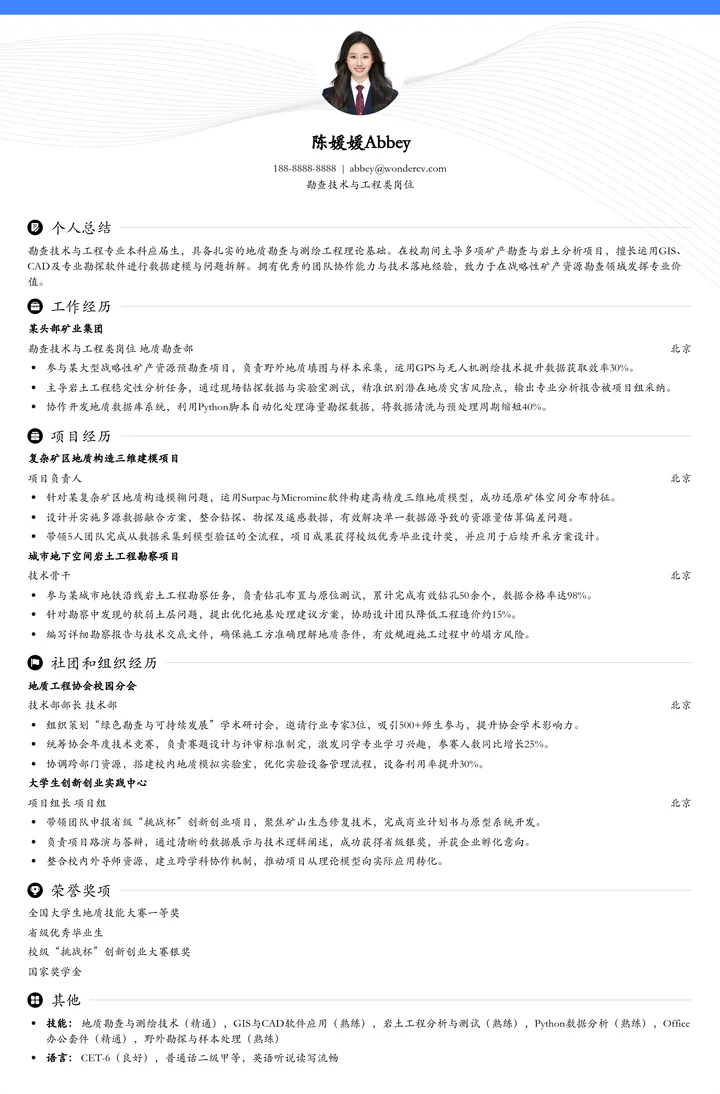 陈媛媛Abbey
188-8888-8888 | abbey@wondercv.com
勘查技术与工程类岗位
个人总结
勘查技术与工程专业本科应届生，具备扎实的地质勘查与测绘工程理论基础。在校期间主导多项矿产勘查与岩土分析项目，擅长运用GIS、
CAD及专业勘探软件进行数据建模与问题拆解。拥有优秀的团队协作能力与技术落地经验，致力于在战略性矿产资源勘查领域发挥专业价
值。
工作经历
某头部矿业集团
勘查技术与工程类岗位 地质勘查部 北京
• 参与某大型战略性矿产资源预勘查项目，负责野外地质填图与样本采集，运用GPS与无人机测绘技术提升数据获取效率30%。
• 主导岩土工程稳定性分析任务，通过现场钻探数据与实验室测试，精准识别潜在地质灾害风险点，输出专业分析报告被项目组采纳。
• 协作开发地质数据库系统，利用Python脚本自动化处理海量勘探数据，将数据清洗与预处理周期缩短40%。
项目经历
复杂矿区地质构造三维建模项目
项目负责人 北京
• 针对某复杂矿区地质构造模糊问题，运用Surpac与Micromine软件构建高精度三维地质模型，成功还原矿体空间分布特征。
• 设计并实施多源数据融合方案，整合钻探、物探及遥感数据，有效解决单一数据源导致的资源量估算偏差问题。
• 带领5人团队完成从数据采集到模型验证的全流程，项目成果获得校级优秀毕业设计奖，并应用于后续开采方案设计。
城市地下空间岩土工程勘察项目
技术骨干 北京
• 参与某城市地铁沿线岩土工程勘察任务，负责钻孔布置与原位测试，累计完成有效钻孔50余个，数据合格率达98%。
• 针对勘察中发现的软弱土层问题，提出优化地基处理建议方案，协助设计团队降低工程造价约15%。
• 编写详细勘察报告与技术交底文件，确保施工方准确理解地质条件，有效规避施工过程中的塌方风险。
社团和组织经历
地质工程协会校园分会
技术部部长 技术部 北京
• 组织策划“绿色勘查与可持续发展”学术研讨会，邀请行业专家3位，吸引500+师生参与，提升协会学术影响力。
• 统筹协会年度技术竞赛，负责赛题设计与评审标准制定，激发同学专业学习兴趣，参赛人数同比增长25%。
• 协调跨部门资源，搭建校内地质模拟实验室，优化实验设备管理流程，设备利用率提升30%。
大学生创新创业实践中心
项目组长 项目组 北京
• 带领团队申报省级“挑战杯”创新创业项目，聚焦矿山生态修复技术，完成商业计划书与原型系统开发。
• 负责项目路演与答辩，通过清晰的数据展示与技术逻辑阐述，成功获得省级银奖，并获企业孵化意向。
• 整合校内外导师资源，建立跨学科协作机制，推动项目从理论模型向实际应用转化。
荣誉奖项
全国大学生地质技能大赛一等奖
省级优秀毕业生
校级“挑战杯”创新创业大赛银奖
国家奖学金
其他
• 技能： 地质勘查与测绘技术（精通），GIS与CAD软件应用（熟练），岩土工程分析与测试（熟练），Python数据分析（熟练），Office
办公套件（精通），野外勘探与样本处理（熟练）
• 语言： CET-6（良好），普通话二级甲等，英语听说读写流畅